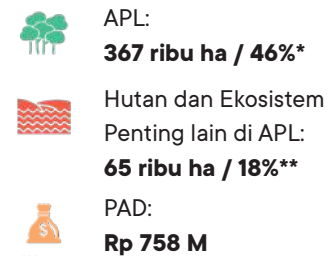 APL:
367 ribu ha / 46%*
Hutan dan Ekosistem
Penting lain di APL:
65 ribu ha / 18%**
PAD:
Rp 758 M